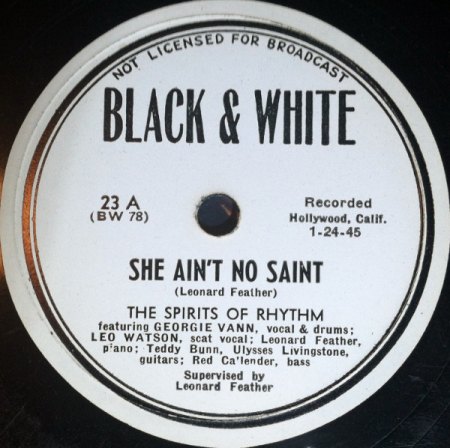 NOT LICENSED FOR BROADCAST
BLACK & WHITE
23 A
(BW 78)
Recorded
Hollywood, Calif.
1-24-45
SHE AIN'T NO SAINT
(Leonard Feather)
THE SPIRITS OF RHYTHM
featuring GEORGIE VANN, vocal & drums;
LEO WATSON, scat vocal; Leonard Feather,
piano; Teddy Bunn, Ulysses Livingstone,
guitars; Red Ca'lender, bass
Supervised by
Leonard Feather